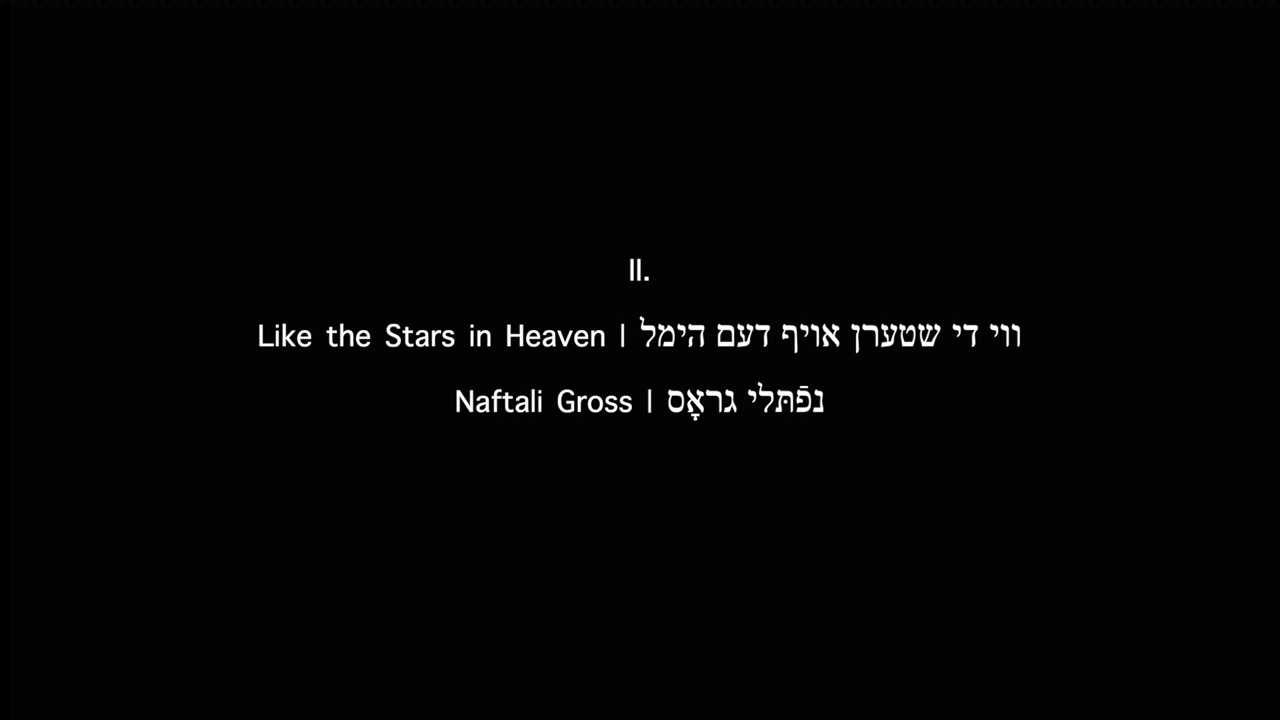 II.
Like the Stars in Heaven | ווי די שטערן אויף דעם הימל
Naftali Gross | נפֿתּלי גראָס